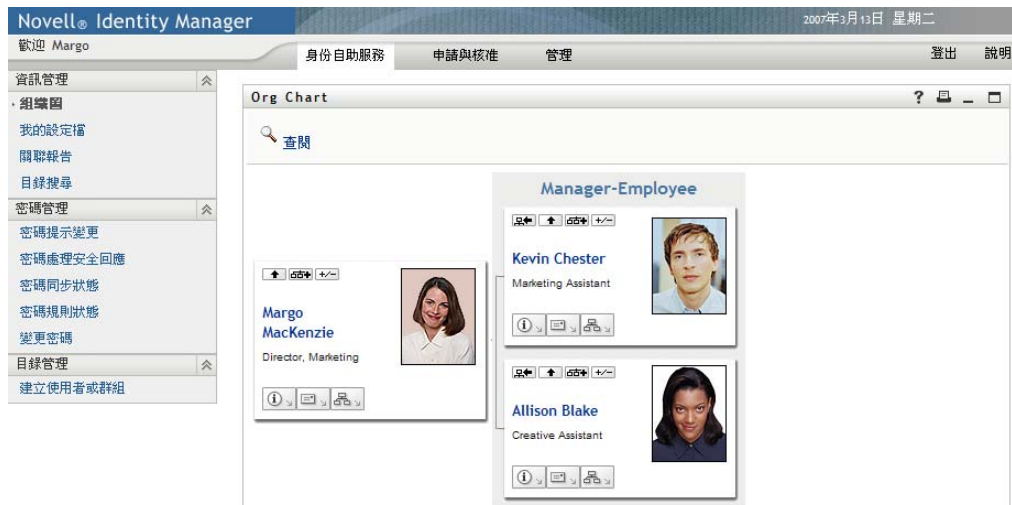 Novell® Identity Manager
2007年3月13日 星期二
歡迎 Margo
身份自助服務
申請與核准
管理
登出
說明
資訊管理
組織圖
我的設定檔
關聯報告
目錄搜尋
密碼管理
密碼提示變更
密碼處理安全回應
密碼同步狀態
密碼規則狀態
變更密碼
目錄管理
建立使用者或群組
Org Chart
?
查閱
Manager-Employee
Margo
MacKenzie
Director, Marketing
Kevin Chester
Marketing Assistant
Allison Blake
Creative Assistant